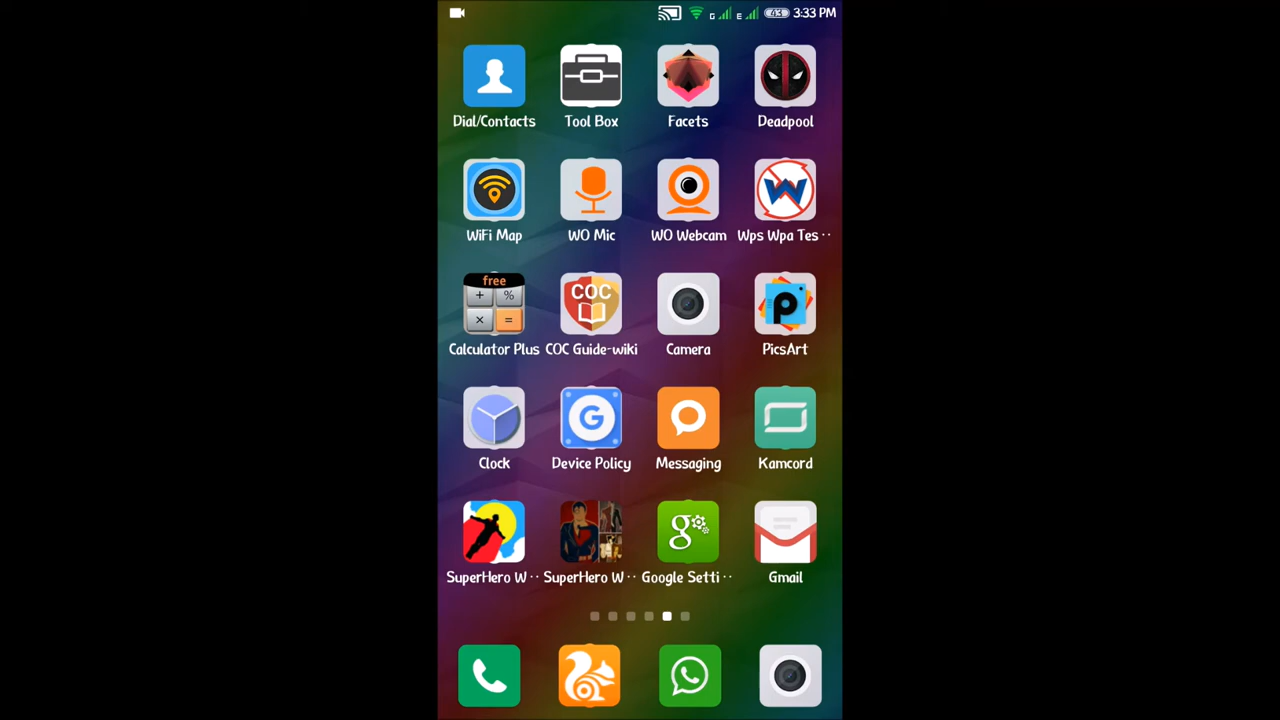 G E 43 3:33 PM
Dial/Contacts Tool Box Facets Deadpool
WiFi Map WO Mic WO Webcam Wps Wpa Tes ··
free
+ %
× =
COC
p
Calculator Plus COC Guide-wiki Camera PicsArt
G
Clock Device Policy Messaging Kamcord
g
SuperHero W ·· SuperHero W ·· Google Setti ·· Gmail